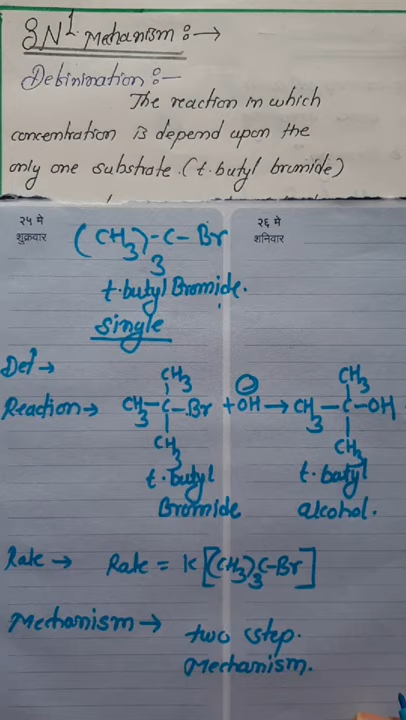 SN1 Mechanism :→
Defination :-
The reaction in which
concentration is depend upon the
only one substrate. (t.butyl bromide)
२५ मे
शुक्रवार
२६ मे
शनिवार
(CH3)3-C-Br
t.butyl Bromide.
single
Def →
CH3
Reaction → CH3-C-Br + OH⊖ → CH3-C-OH
CH3
CH3
CH3
t.butyl
Bromide
t.butyl
alcohol.
Rate → Rate = K[(CH3)3C-Br]
Mechanism → two step.
Mechanism.